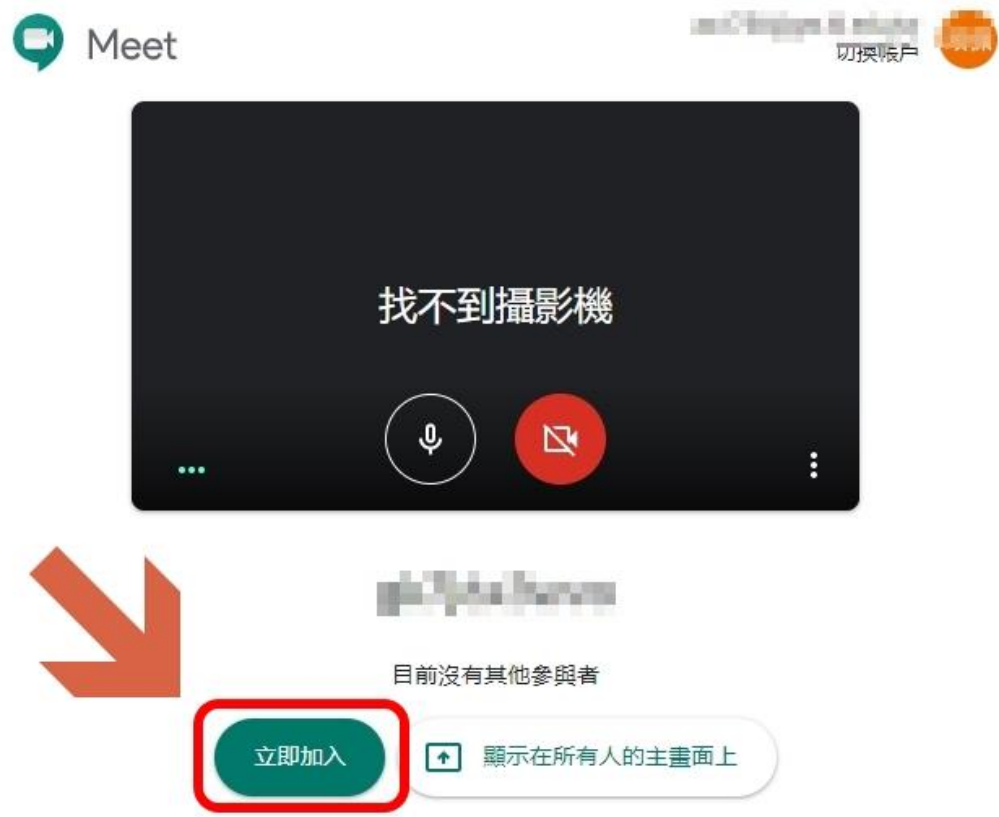 Meet
切換帳戶
找不到攝影機
目前沒有其他參與者
立即加入
顯示在所有人的主畫面上